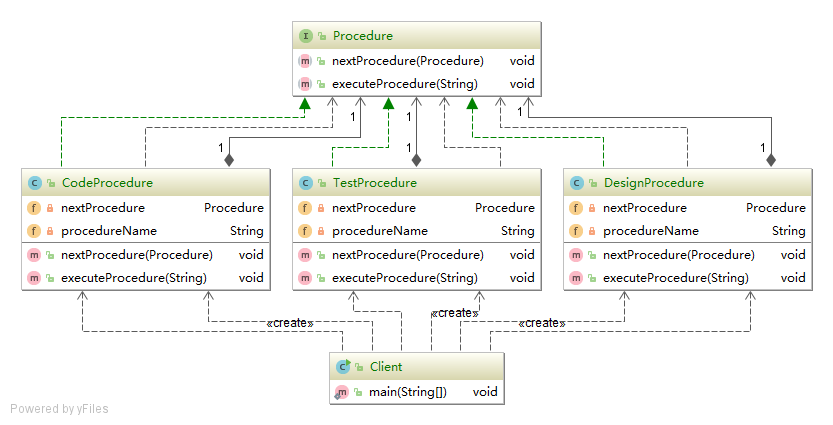 I Procedure
m nextProcedure(Procedure) void
m executeProcedure(String) void
1 1 1
1 1 1
C CodeProcedure
f nextProcedure Procedure
f procedureName String
m nextProcedure(Procedure) void
m executeProcedure(String) void
C TestProcedure
f nextProcedure Procedure
f procedureName String
m nextProcedure(Procedure) void
m executeProcedure(String) void
C DesignProcedure
f nextProcedure Procedure
f procedureName String
m nextProcedure(Procedure) void
m executeProcedure(String) void
«create» «create» «create»
C Client
m main(String[]) void
Powered by yFiles